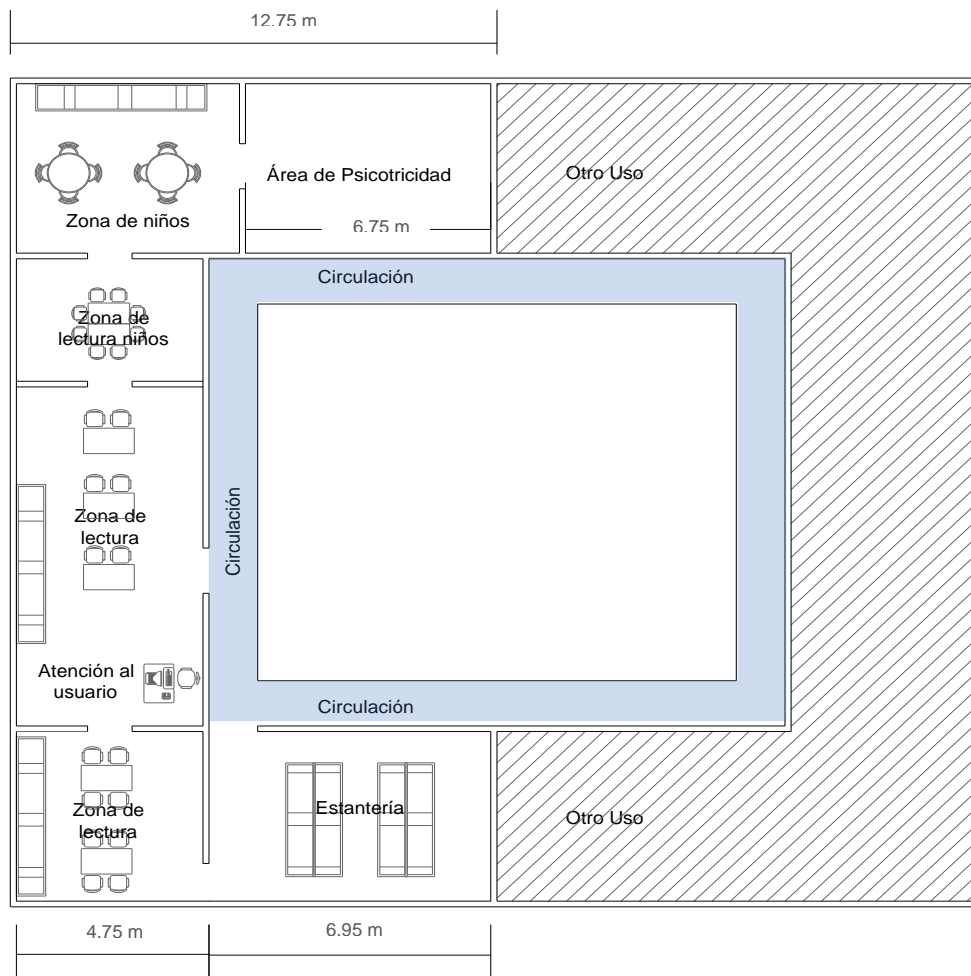 12.75 m
Área de Psicotricidad
Otro Uso
Zona de niños
6.75 m
Circulación
Zona de
lectura niños
Circulación
Zona de
lectura
Atención al
usuario
Circulación
Zona de
lectura
Estantería
Otro Uso
4.75 m
6.95 m